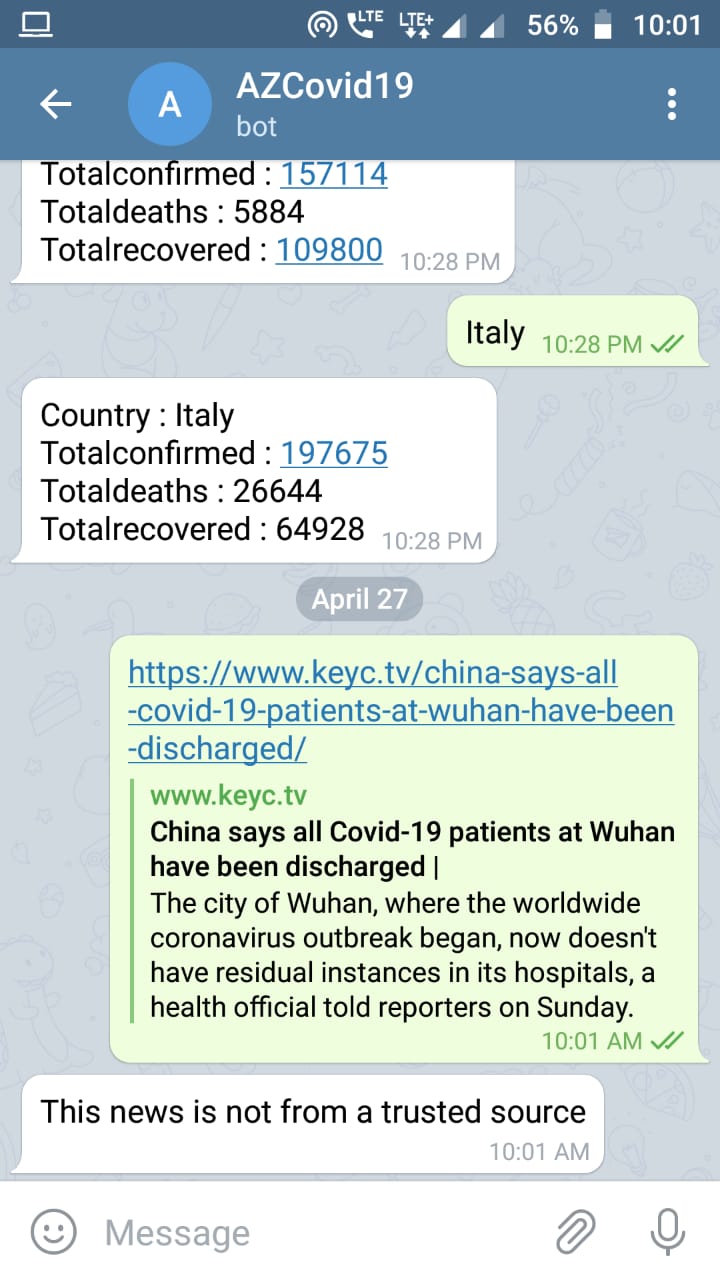 LTE LTE+ 56% 10:01
A
AZCovid19
bot
Totalconfirmed : 157114
Totaldeaths : 5884
Totalrecovered : 109800 10:28 PM
Italy 10:28 PM
Country : Italy
Totalconfirmed : 197675
Totaldeaths : 26644
Totalrecovered : 64928 10:28 PM
April 27
https://www.keyc.tv/china-says-all
-covid-19-patients-at-wuhan-have-been
-discharged/
www.keyc.tv
China says all Covid-19 patients at Wuhan
have been discharged |
The city of Wuhan, where the worldwide
coronavirus outbreak began, now doesn't
have residual instances in its hospitals, a
health official told reporters on Sunday.
10:01 AM
This news is not from a trusted source
10:01 AM
Message